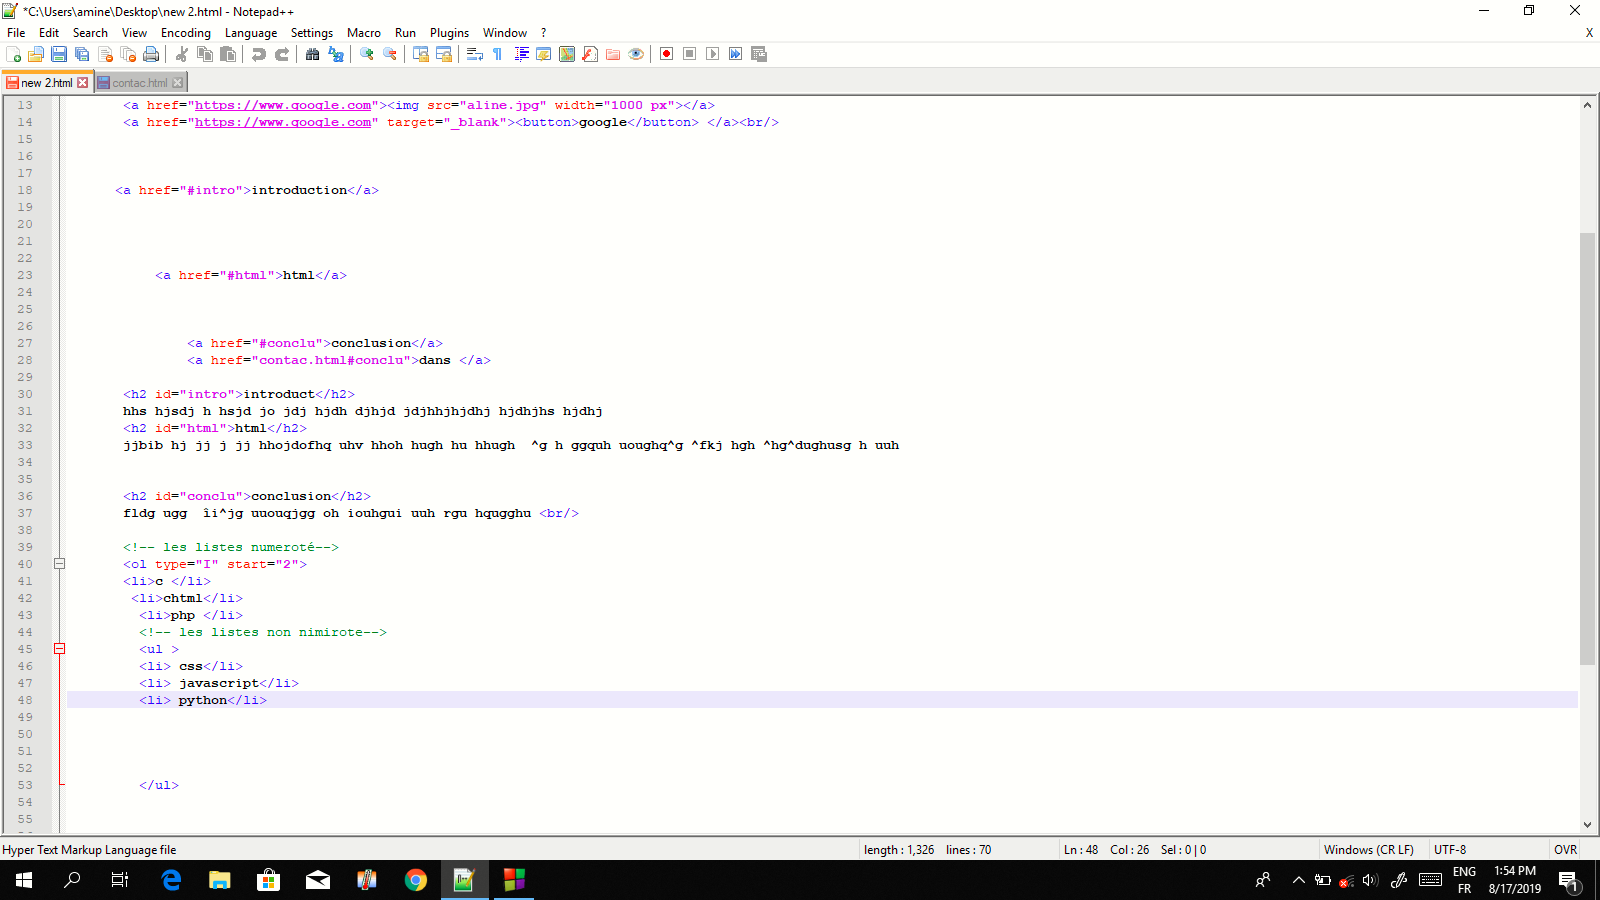 *C:\Users\amine\Desktop\new 2.html - Notepad++
File Edit Search View Encoding Language Settings Macro Run Plugins Window ? X
new 2.html contac.html
13 <a href="https://www.google.com"><img src="aline.jpg" width="1000 px"></a>
14 <a href="https://www.google.com" target="_blank"><button>google</button> </a><br/>
15
16
17
18 <a href="#intro">introduction</a>
19
20
21
22
23 <a href="#html">html</a>
24
25
26
27 <a href="#conclu">conclusion</a>
28 <a href="contac.html#conclu">dans </a>
29
30 <h2 id="intro">introduct</h2>
31 hhs hjsdj h hsjd jo jdj hjdh djhjd jdjhhjhjdhj hjdhjhs hjdhj
32 <h2 id="html">html</h2>
33 jjbib hj jj j jj hhojdofhq uhv hhoh hugh hu hhugh  ^g h ggquh uoughq^g ^fkj hgh ^hg^dughusg h uuh
34
35
36 <h2 id="conclu">conclusion</h2>
37 fldg ugg  îi^jg uuouqjgg oh iouhgui uuh rgu hqugghu <br/>
38
39 <!-- les listes numeroté-->
40 <ol type="I" start="2">
41 <li>c </li>
42 <li>chtml</li>
43 <li>php </li>
44 <!-- les listes non nimirote-->
45 <ul >
46 <li> css</li>
47 <li> javascript</li>
48 <li> python</li>
49
50
51
52
53 </ul>
54
55
Hyper Text Markup Language file length : 1,326 lines : 70 Ln : 48 Col : 26 Sel : 0 | 0 Windows (CR LF) UTF-8 OVR
ENG 1:54 PM
FR 8/17/2019 1